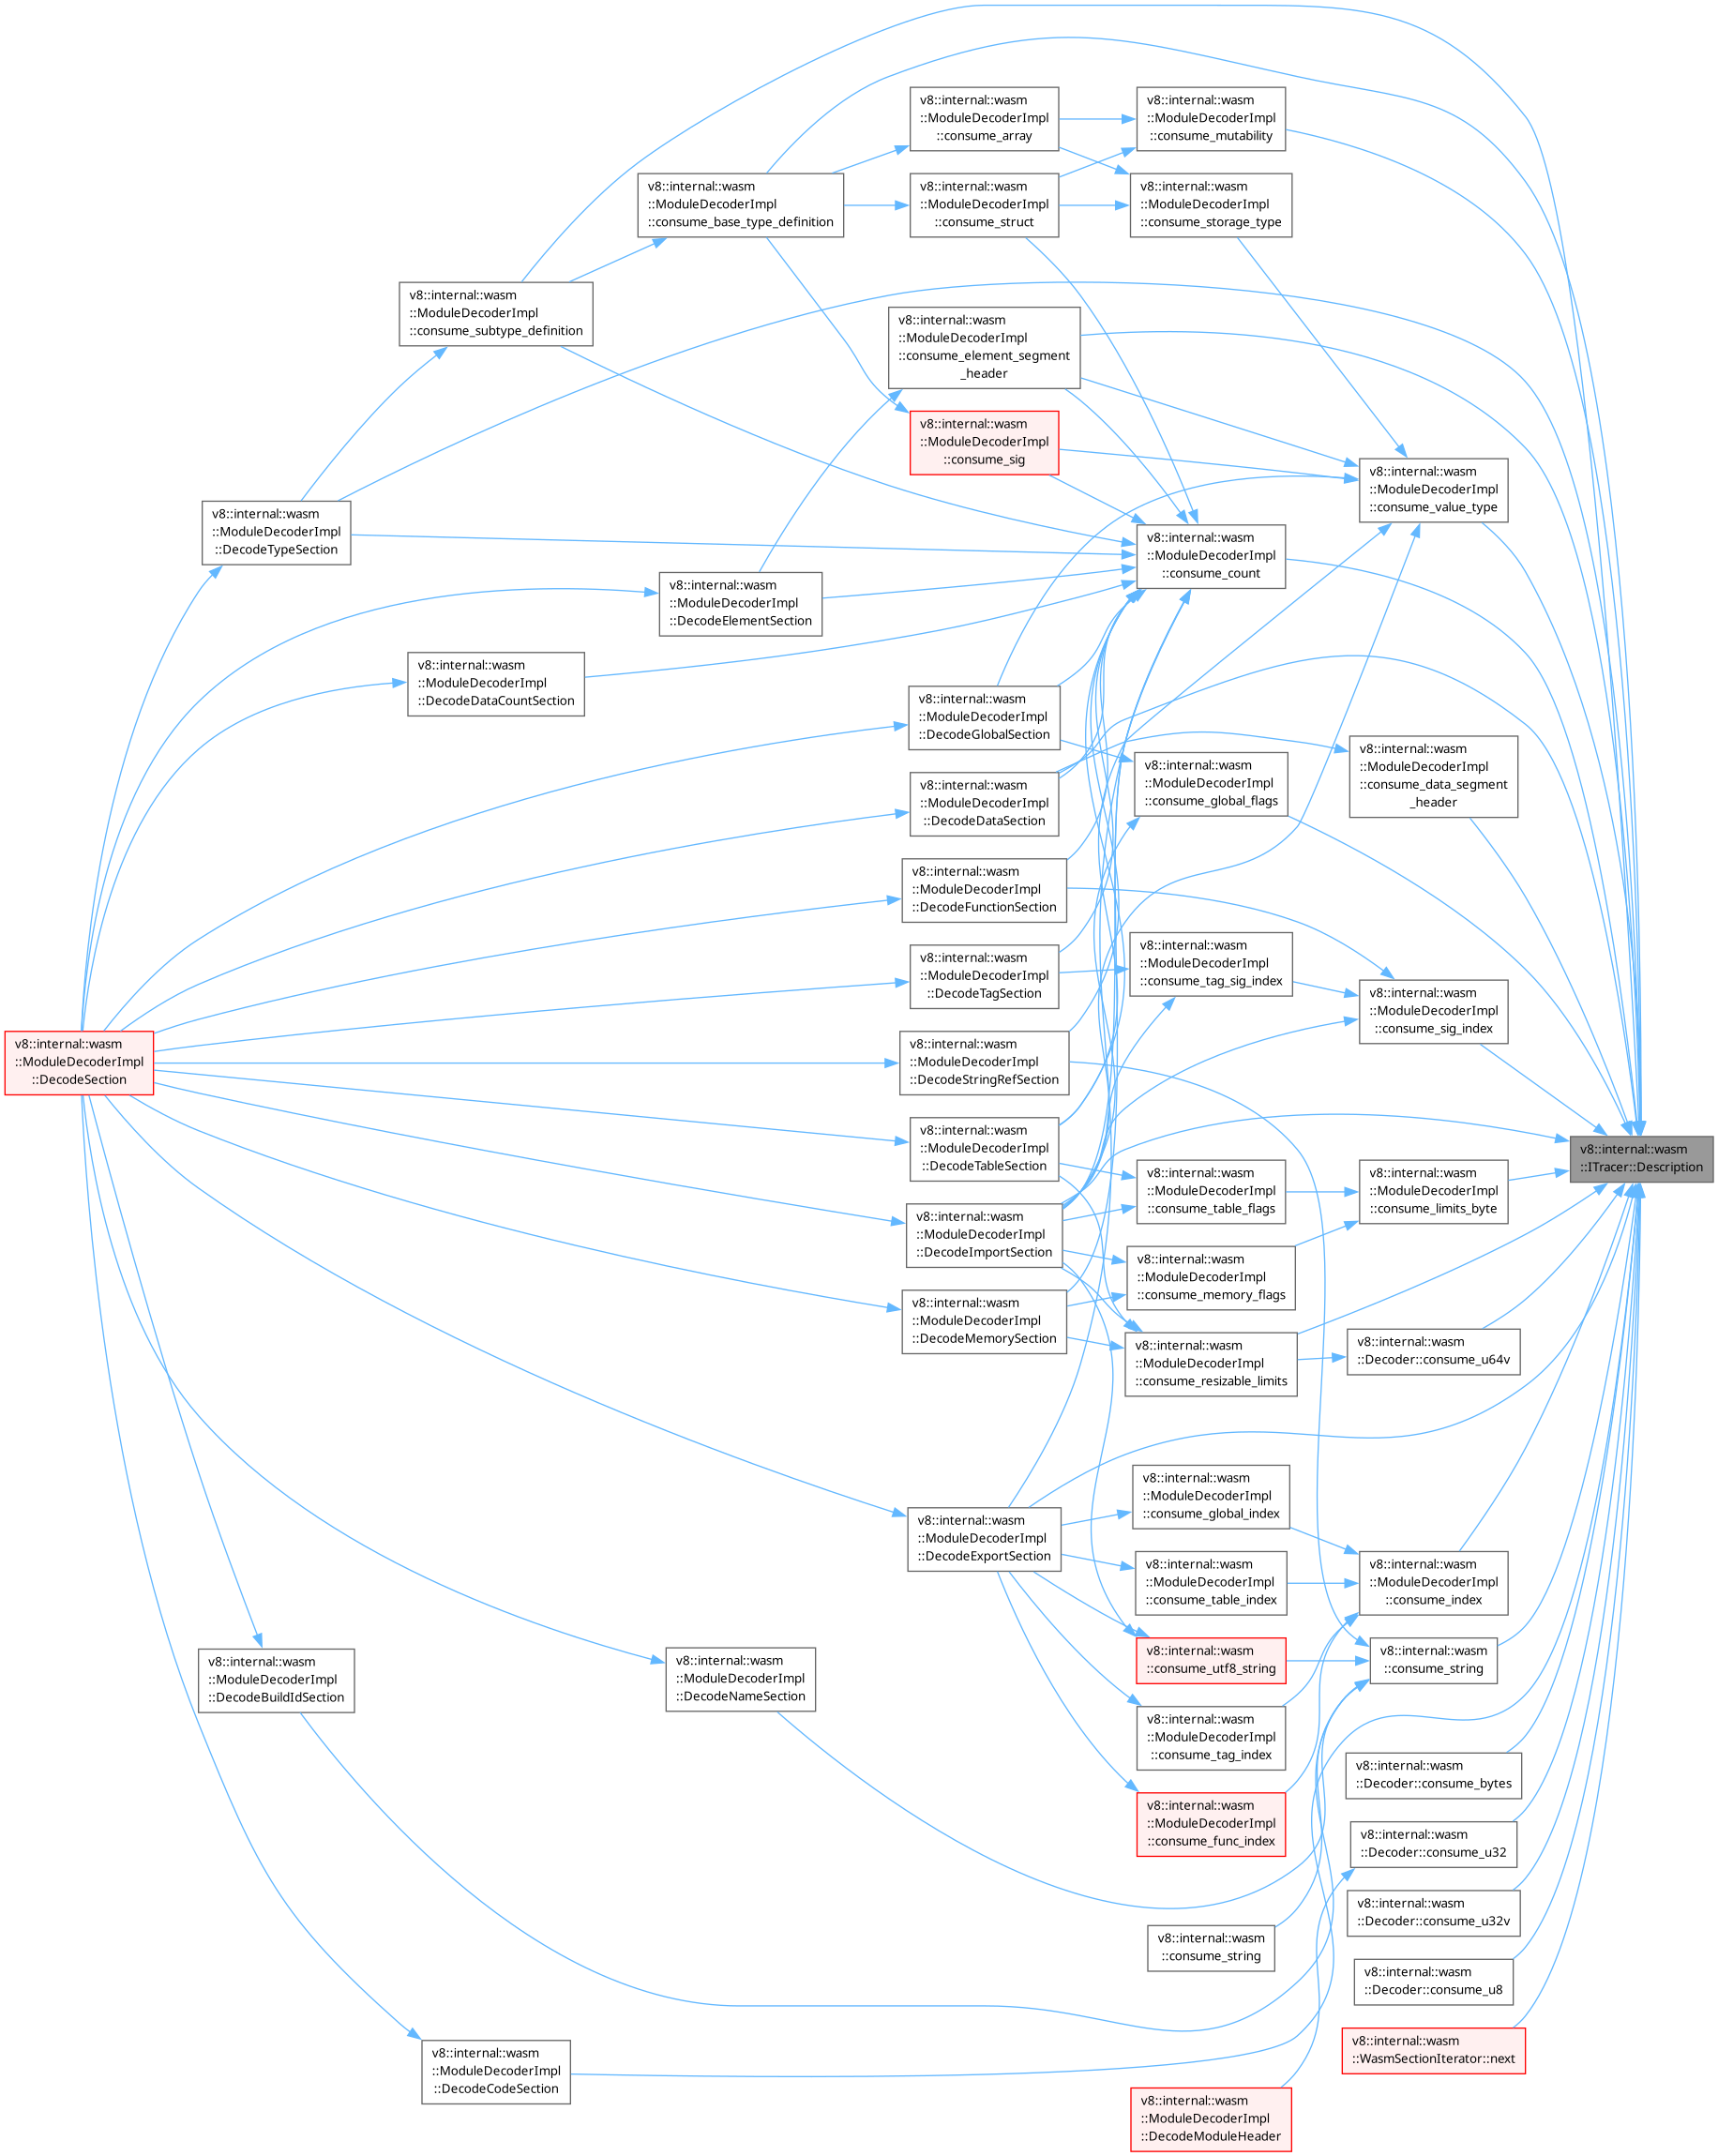 v8::internal::wasm
::ModuleDecoderImpl
::consume_array
v8::internal::wasm
::ModuleDecoderImpl
::consume_mutability
v8::internal::wasm
::ModuleDecoderImpl
::consume_base_type_definition
v8::internal::wasm
::ModuleDecoderImpl
::consume_struct
v8::internal::wasm
::ModuleDecoderImpl
::consume_storage_type
v8::internal::wasm
::ModuleDecoderImpl
::consume_subtype_definition
v8::internal::wasm
::ModuleDecoderImpl
::consume_element_segment
_header
v8::internal::wasm
::ModuleDecoderImpl
::consume_sig
v8::internal::wasm
::ModuleDecoderImpl
::consume_value_type
v8::internal::wasm
::ModuleDecoderImpl
::DecodeTypeSection
v8::internal::wasm
::ModuleDecoderImpl
::consume_count
v8::internal::wasm
::ModuleDecoderImpl
::DecodeElementSection
v8::internal::wasm
::ModuleDecoderImpl
::DecodeDataCountSection
v8::internal::wasm
::ModuleDecoderImpl
::DecodeGlobalSection
v8::internal::wasm
::ModuleDecoderImpl
::consume_data_segment
_header
v8::internal::wasm
::ModuleDecoderImpl
::consume_global_flags
v8::internal::wasm
::ModuleDecoderImpl
::DecodeDataSection
v8::internal::wasm
::ModuleDecoderImpl
::DecodeFunctionSection
v8::internal::wasm
::ModuleDecoderImpl
::consume_tag_sig_index
v8::internal::wasm
::ModuleDecoderImpl
::DecodeTagSection
v8::internal::wasm
::ModuleDecoderImpl
::consume_sig_index
v8::internal::wasm
::ModuleDecoderImpl
::DecodeSection
v8::internal::wasm
::ModuleDecoderImpl
::DecodeStringRefSection
v8::internal::wasm
::ModuleDecoderImpl
::DecodeTableSection
v8::internal::wasm
::ITracer::Description
v8::internal::wasm
::ModuleDecoderImpl
::consume_table_flags
v8::internal::wasm
::ModuleDecoderImpl
::consume_limits_byte
v8::internal::wasm
::ModuleDecoderImpl
::DecodeImportSection
v8::internal::wasm
::ModuleDecoderImpl
::consume_memory_flags
v8::internal::wasm
::ModuleDecoderImpl
::DecodeMemorySection
v8::internal::wasm
::ModuleDecoderImpl
::consume_resizable_limits
v8::internal::wasm
::Decoder::consume_u64v
v8::internal::wasm
::ModuleDecoderImpl
::consume_global_index
v8::internal::wasm
::ModuleDecoderImpl
::DecodeExportSection
v8::internal::wasm
::ModuleDecoderImpl
::consume_table_index
v8::internal::wasm
::ModuleDecoderImpl
::consume_index
v8::internal::wasm
::consume_utf8_string
v8::internal::wasm
::consume_string
v8::internal::wasm
::ModuleDecoderImpl
::DecodeBuildIdSection
v8::internal::wasm
::ModuleDecoderImpl
::DecodeNameSection
v8::internal::wasm
::ModuleDecoderImpl
::consume_tag_index
v8::internal::wasm
::Decoder::consume_bytes
v8::internal::wasm
::ModuleDecoderImpl
::consume_func_index
v8::internal::wasm
::Decoder::consume_u32
v8::internal::wasm
::Decoder::consume_u32v
v8::internal::wasm
::consume_string
v8::internal::wasm
::Decoder::consume_u8
v8::internal::wasm
::WasmSectionIterator::next
v8::internal::wasm
::ModuleDecoderImpl
::DecodeCodeSection
v8::internal::wasm
::ModuleDecoderImpl
::DecodeModuleHeader